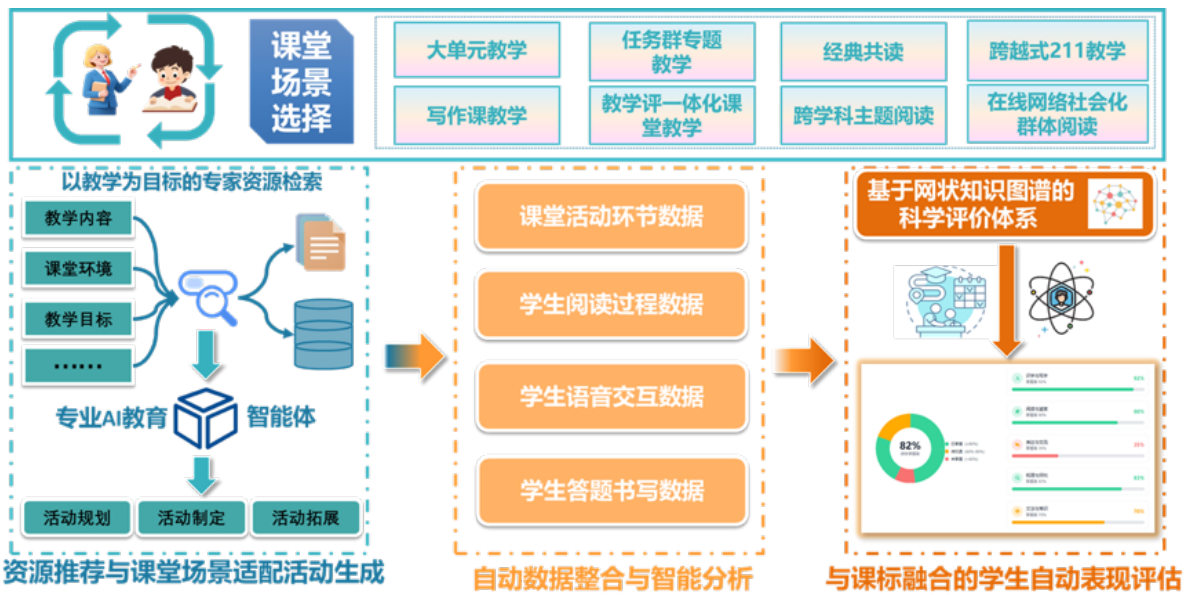 课堂
场景
选择
大单元教学
任务群专题
教学
经典共读
跨越式211教学
写作课教学
教学评一体化课
堂教学
跨学科主题阅读
在线网络社会化
群体阅读
以教学为目标的专家资源检索
教学内容
课堂环境
教学目标
……
专业AI教育
智能体
活动规划
活动制定
活动拓展
资源推荐与课堂场景适配活动生成
课堂活动环节数据
学生阅读过程数据
学生语音交互数据
学生答题书写数据
自动数据整合与智能分析
基于网状知识图谱的
科学评价体系
82%
与课标融合的学生自动表现评估